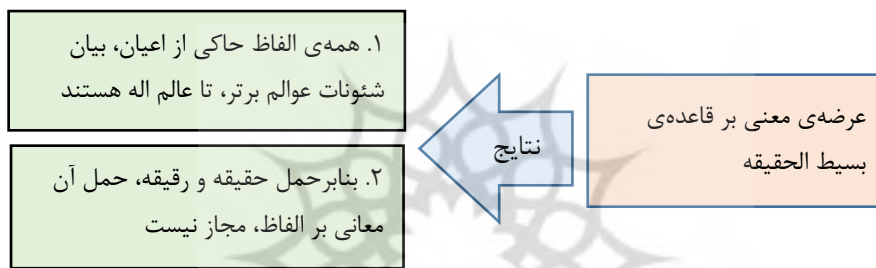 عرضه‌ی معنی بر قاعده‌ی
بسیط الحقیقه
نتایج
۱. همه‌ی الفاظ حاکی از اعیان، بیان
شئونات عوالم برتر، تا عالم اله هستند
۲. بنابرحمل حقیقه و رقیقه، حمل آن
معانی بر الفاظ، مجاز نیست